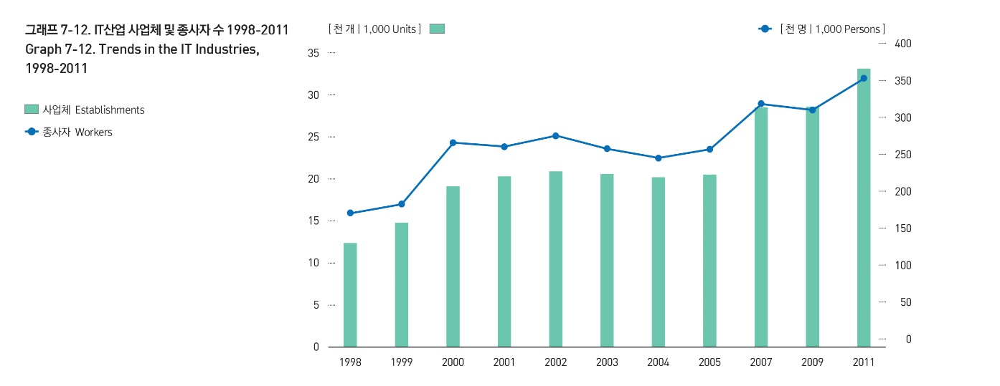 그래프 7-12. IT산업 사업체 및 종사자 수 1998-2011
Graph 7-12. Trends in the IT Industries,
1998-2011
사업체 Establishments
종사자 Workers
[ 천 개 | 1,000 Units ]
[ 천 명 | 1,000 Persons ]
35
30
25
20
15
10
5
0
400
350
300
250
200
150
100
50
0
1998 1999 2000 2001 2002 2003 2004 2005 2007 2009 2011